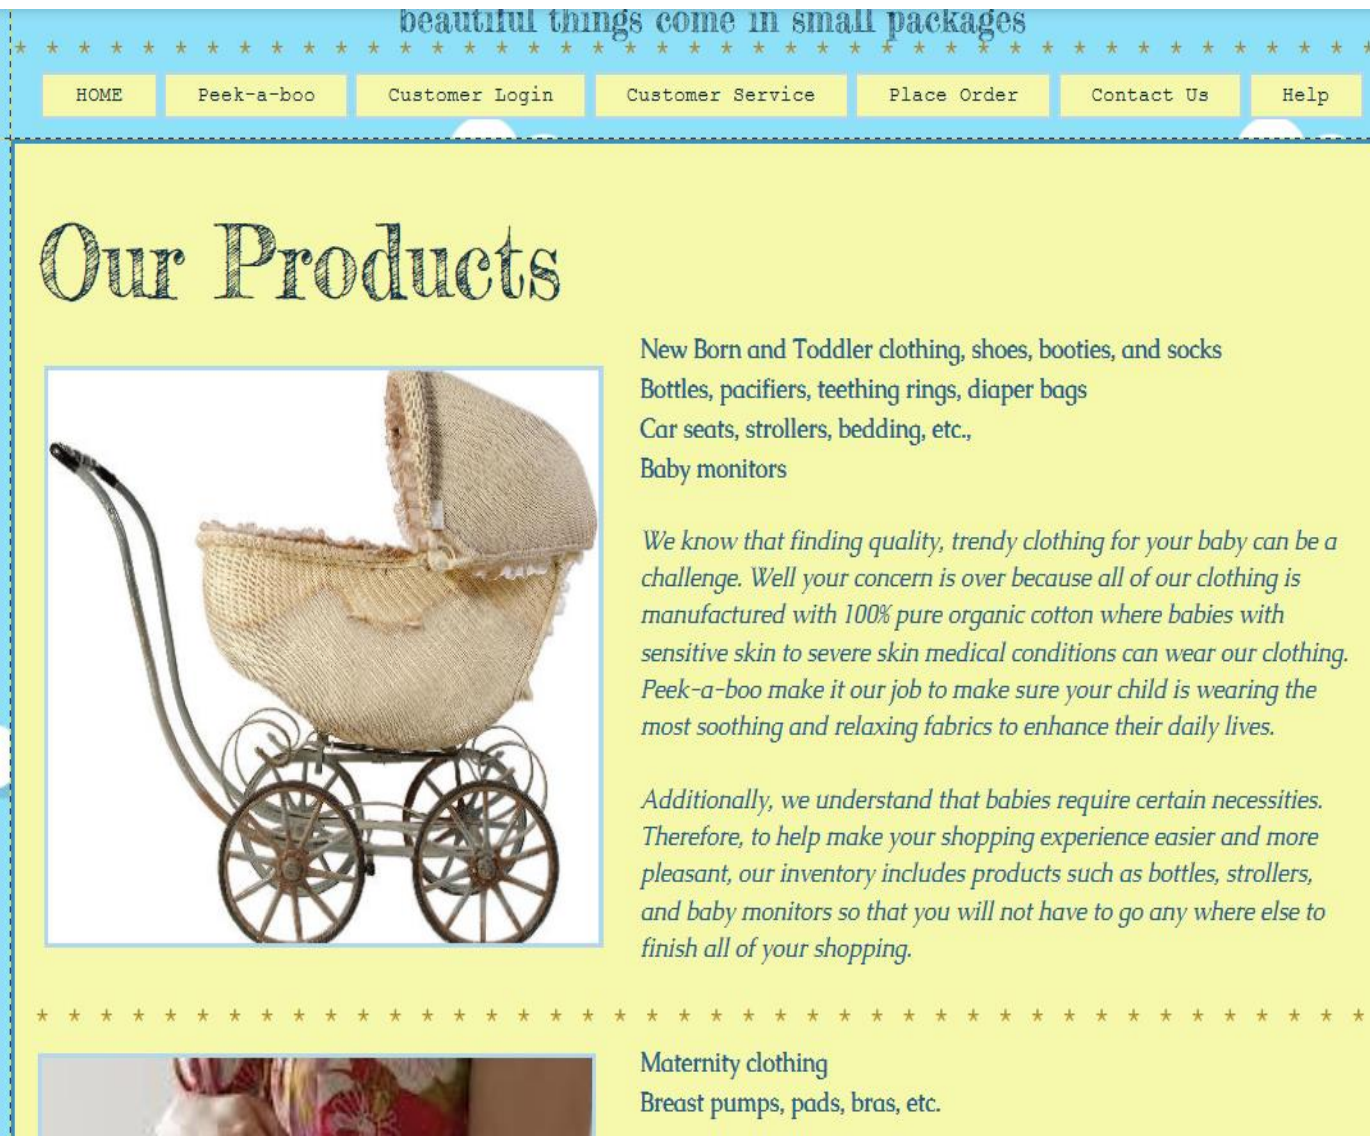 beautiful things come in small packages
HOME
Peek-a-boo
Customer Login
Customer Service
Place Order
Contact Us
Help
Our Products
New Born and Toddler clothing, shoes, booties, and socks
Bottles, pacifiers, teething rings, diaper bags
Car seats, strollers, bedding, etc.,
Baby monitors
We know that finding quality, trendy clothing for your baby can be a
challenge. Well your concern is over because all of our clothing is
manufactured with 100% pure organic cotton where babies with
sensitive skin to severe skin medical conditions can wear our clothing.
Peek-a-boo make it our job to make sure your child is wearing the
most soothing and relaxing fabrics to enhance their daily lives.
Additionally, we understand that babies require certain necessities.
Therefore, to help make your shopping experience easier and more
pleasant, our inventory includes products such as bottles, strollers,
and baby monitors so that you will not have to go any where else to
finish all of your shopping.
Maternity clothing
Breast pumps, pads, bras, etc.